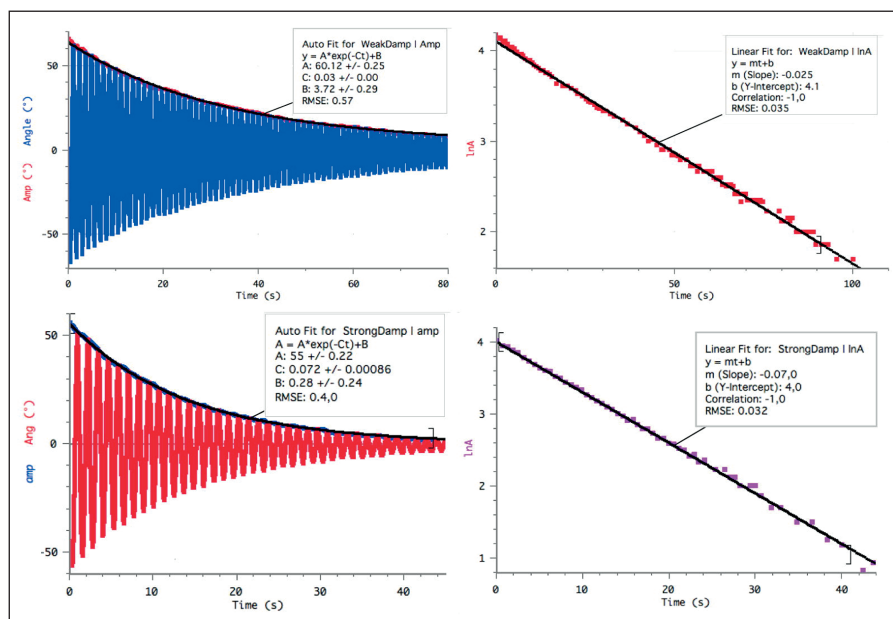 Auto Fit for WeakDamp | Amp
y = A*exp(-Ct)+B
A: 60.12 +/- 0.25
C: 0.03 +/- 0.00
B: 3.72 +/- 0.29
RMSE: 0.57
50
0
-50
Amp (°) Angle (°)
0 20 40 60 80
Time (s)
Linear Fit for: WeakDamp | lnA
y = mt+b
m (Slope): -0.025
b (Y-Intercept): 4.1
Correlation: -1,0
RMSE: 0.035
4
3
2
lnA
0 50 100
Time (s)
Auto Fit for StrongDamp | amp
A = A*exp(-Ct)+B
A: 55 +/- 0.22
C: 0.072 +/- 0.00086
B: 0.28 +/- 0.24
RMSE: 0.4,0
50
0
-50
amp Ang (°)
0 10 20 30 40
Time (s)
Linear Fit for: StrongDamp | lnA
y = mt+b
m (Slope): -0.07,0
b (Y-Intercept): 4,0
Correlation: -1,0
RMSE: 0.032
4
3
2
1
lnA
0 10 20 30 40
Time (s)